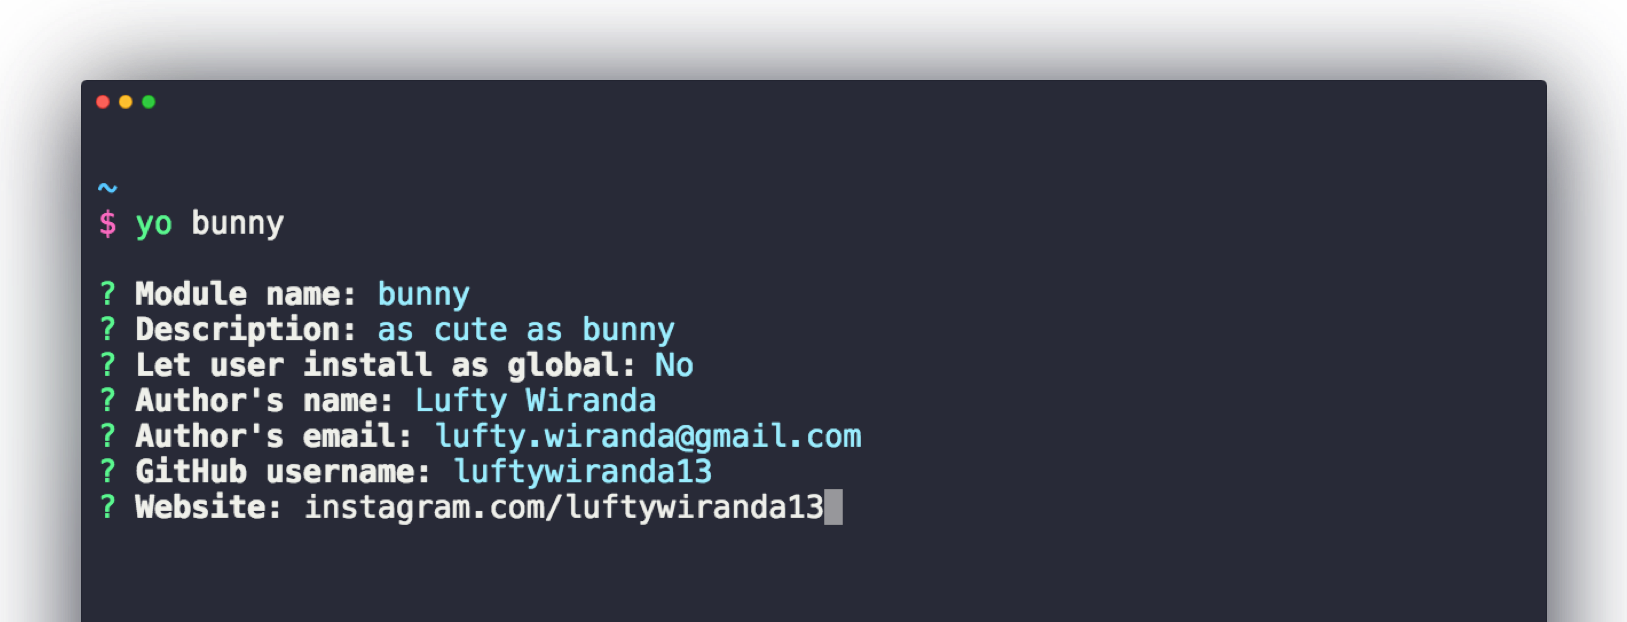 ~
$ yo bunny
? Module name: bunny
? Description: as cute as bunny
? Let user install as global: No
? Author's name: Lufty Wiranda
? Author's email: lufty.wiranda@gmail.com
? GitHub username: luftywiranda13
? Website: instagram.com/luftywiranda13